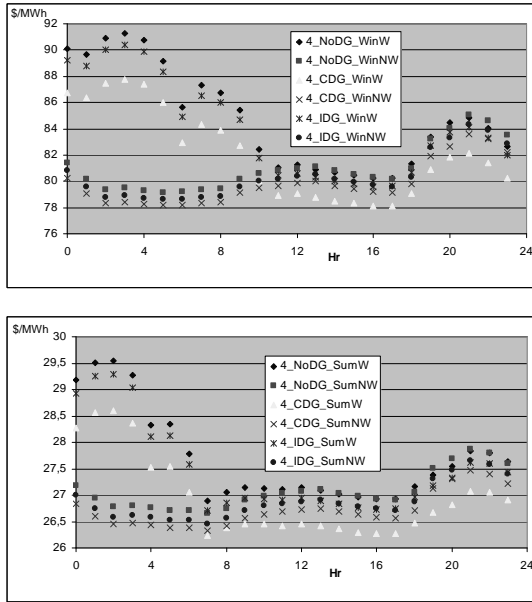 $/MWh
92
90
88
86
84
82
80
78
76
4_NoDG_WinW
4_NoDG_WinNW
4_CDG_WinW
4_CDG_WinNW
4_IDG_WinW
4_IDG_WinNW
0 4 8 12 16 20 24
Hr
$/MWh
30
29,5
29
28,5
28
27,5
27
26,5
26
4_NoDG_SumW
4_NoDG_SumNW
4_CDG_SumW
4_CDG_SumNW
4_IDG_SumW
4_IDG_SumNW
0 4 8 12 16 20 24
Hr